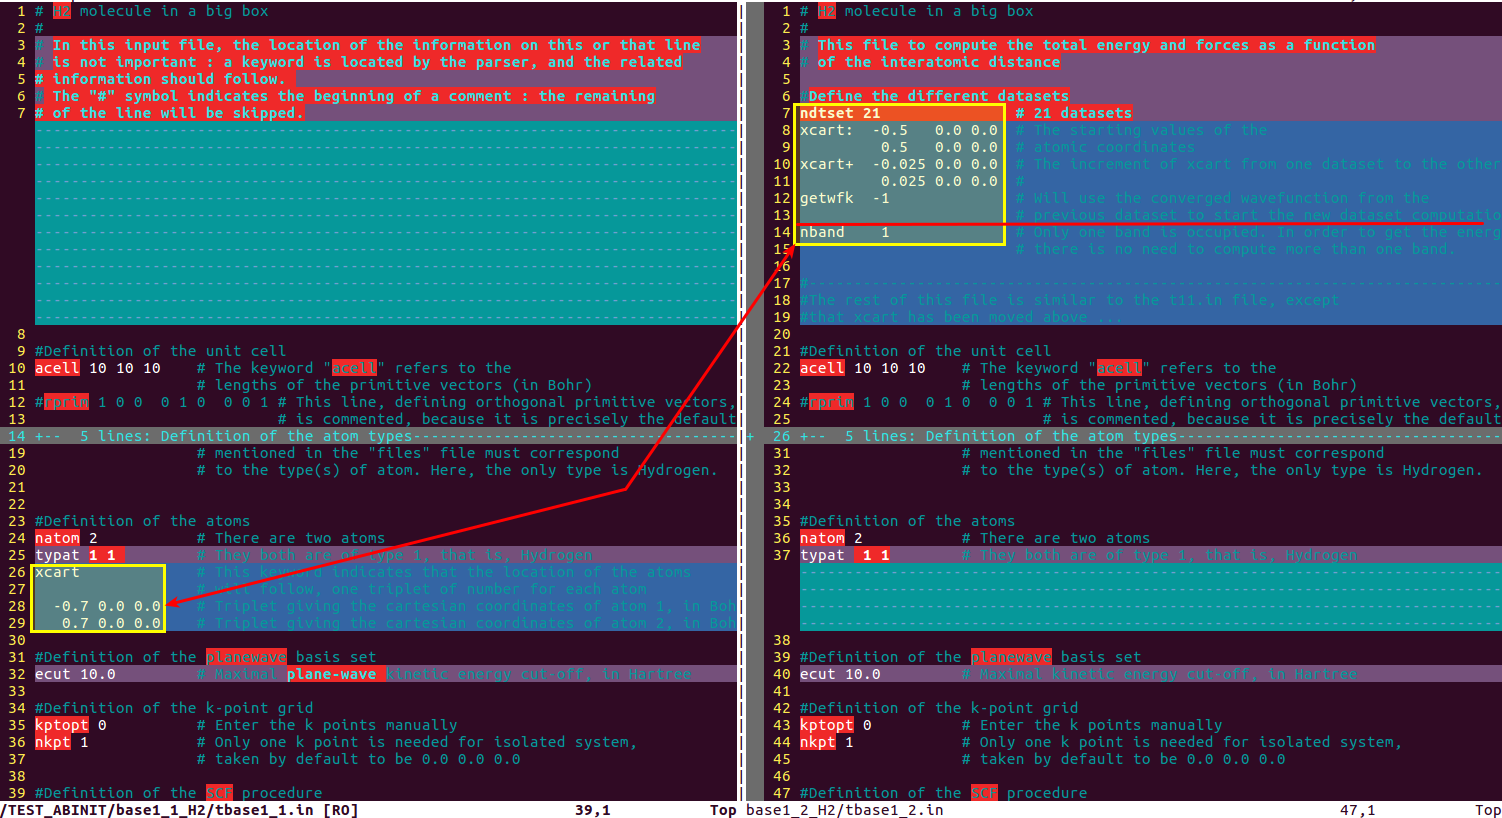 1 # H2 molecule in a big box
2 #
3 # In this input file, the location of the information on this or that line
4 # is not important : a keyword is located by the parser, and the related
5 # information should follow.
6 # The "#" symbol indicates the beginning of a comment : the remaining
7 # of the line will be skipped.
8
9 #Definition of the unit cell
10 acell 10 10 10 # The keyword "acell" refers to the
11 # lengths of the primitive vectors (in Bohr)
12 #rprim 1 0 0 0 1 0 0 0 1 # This line, defining orthogonal primitive vectors,
13 # is commented, because it is precisely the default
14 +-- 5 lines: Definition of the atom types-----------------------------------
19 # mentioned in the "files" file must correspond
20 # to the type(s) of atom. Here, the only type is Hydrogen.
21
22
23 #Definition of the atoms
24 natom 2 # There are two atoms
25 typat 1 1 # They both are of type 1, that is, Hydrogen
26 xcart # This keyword indicates that the location of the atoms
27 # will follow, one triplet of number for each atom
28 -0.7 0.0 0.0 # Triplet giving the cartesian coordinates of atom 1, in Boh
29 0.7 0.0 0.0 # Triplet giving the cartesian coordinates of atom 2, in Boh
30
31 #Definition of the planewave basis set
32 ecut 10.0 # Maximal plane-wave kinetic energy cut-off, in Hartree
33
34 #Definition of the k-point grid
35 kptopt 0 # Enter the k points manually
36 nkpt 1 # Only one k point is needed for isolated system,
37 # taken by default to be 0.0 0.0 0.0
38
39 #Definition of the SCF procedure
/TEST_ABINIT/base1_1_H2/tbase1_1.in [RO] 39,1 Top
1 # H2 molecule in a big box
2 #
3 # This file to compute the total energy and forces as a function
4 # of the interatomic distance
5
6 #Define the different datasets
7 ndtset 21 # 21 datasets
8 xcart: -0.5 0.0 0.0 # The starting values of the
9 0.5 0.0 0.0 # atomic coordinates
10 xcart+ -0.025 0.0 0.0 # The increment of xcart from one dataset to the other
11 0.025 0.0 0.0 #
12 getwfk -1 # Will use the converged wavefunction from the
13 # previous dataset to start the new dataset computatio
14 nband 1 # Only one band is occupied. In order to get the energ
15 # there is no need to compute more than one band.
16
17 #------------------------------------------------------------------------------
18 #The rest of this file is similar to the t11.in file, except
19 #that xcart has been moved above ...
20
21 #Definition of the unit cell
22 acell 10 10 10 # The keyword "acell" refers to the
23 # lengths of the primitive vectors (in Bohr)
24 #rprim 1 0 0 0 1 0 0 0 1 # This line, defining orthogonal primitive vectors,
25 # is commented, because it is precisely the default
+ 26 +-- 5 lines: Definition of the atom types-----------------------------------
31 # mentioned in the "files" file must correspond
32 # to the type(s) of atom. Here, the only type is Hydrogen.
33
34
35 #Definition of the atoms
36 natom 2 # There are two atoms
37 typat 1 1 # They both are of type 1, that is, Hydrogen
38
39 #Definition of the planewave basis set
40 ecut 10.0 # Maximal kinetic energy cut-off, in Hartree
41
42 #Definition of the k-point grid
43 kptopt 0 # Enter the k points manually
44 nkpt 1 # Only one k point is needed for isolated system,
45 # taken by default to be 0.0 0.0 0.0
46
47 #Definition of the SCF procedure
base1_2_H2/tbase1_2.in 47,1 Top